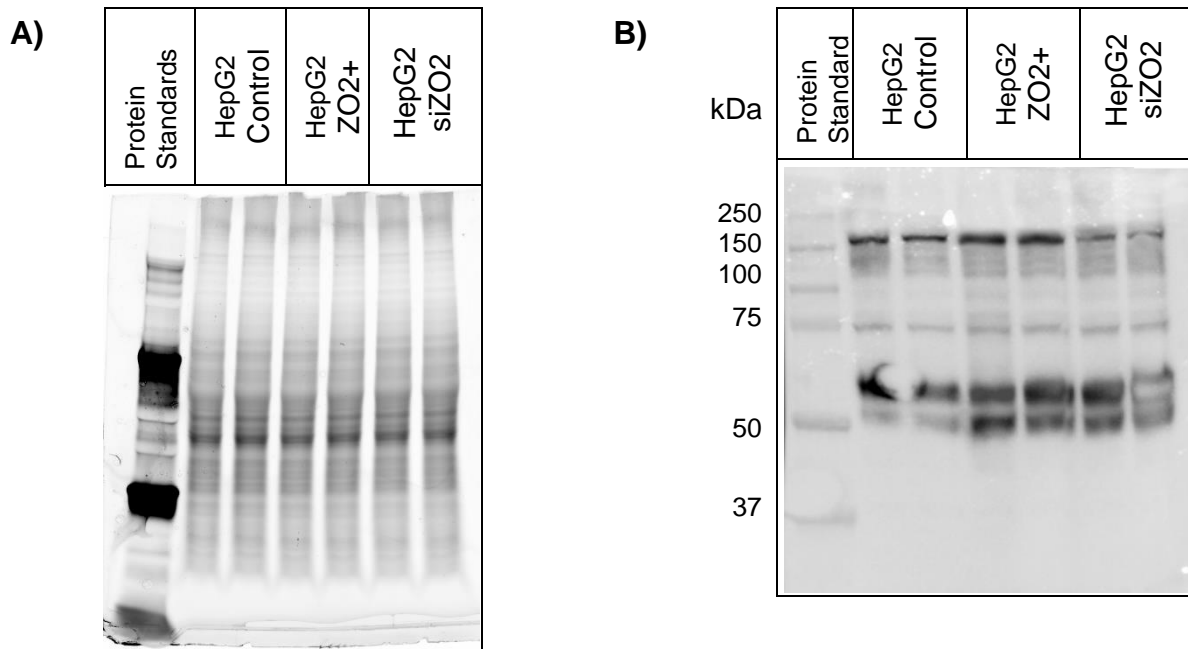 A)
Protein
Standards
HepG2
Control
HepG2
ZO2+
HepG2
siZO2
B)
kDa
Protein
Standard
HepG2
Control
HepG2
ZO2+
HepG2
siZO2
250
150
100
75
50
37